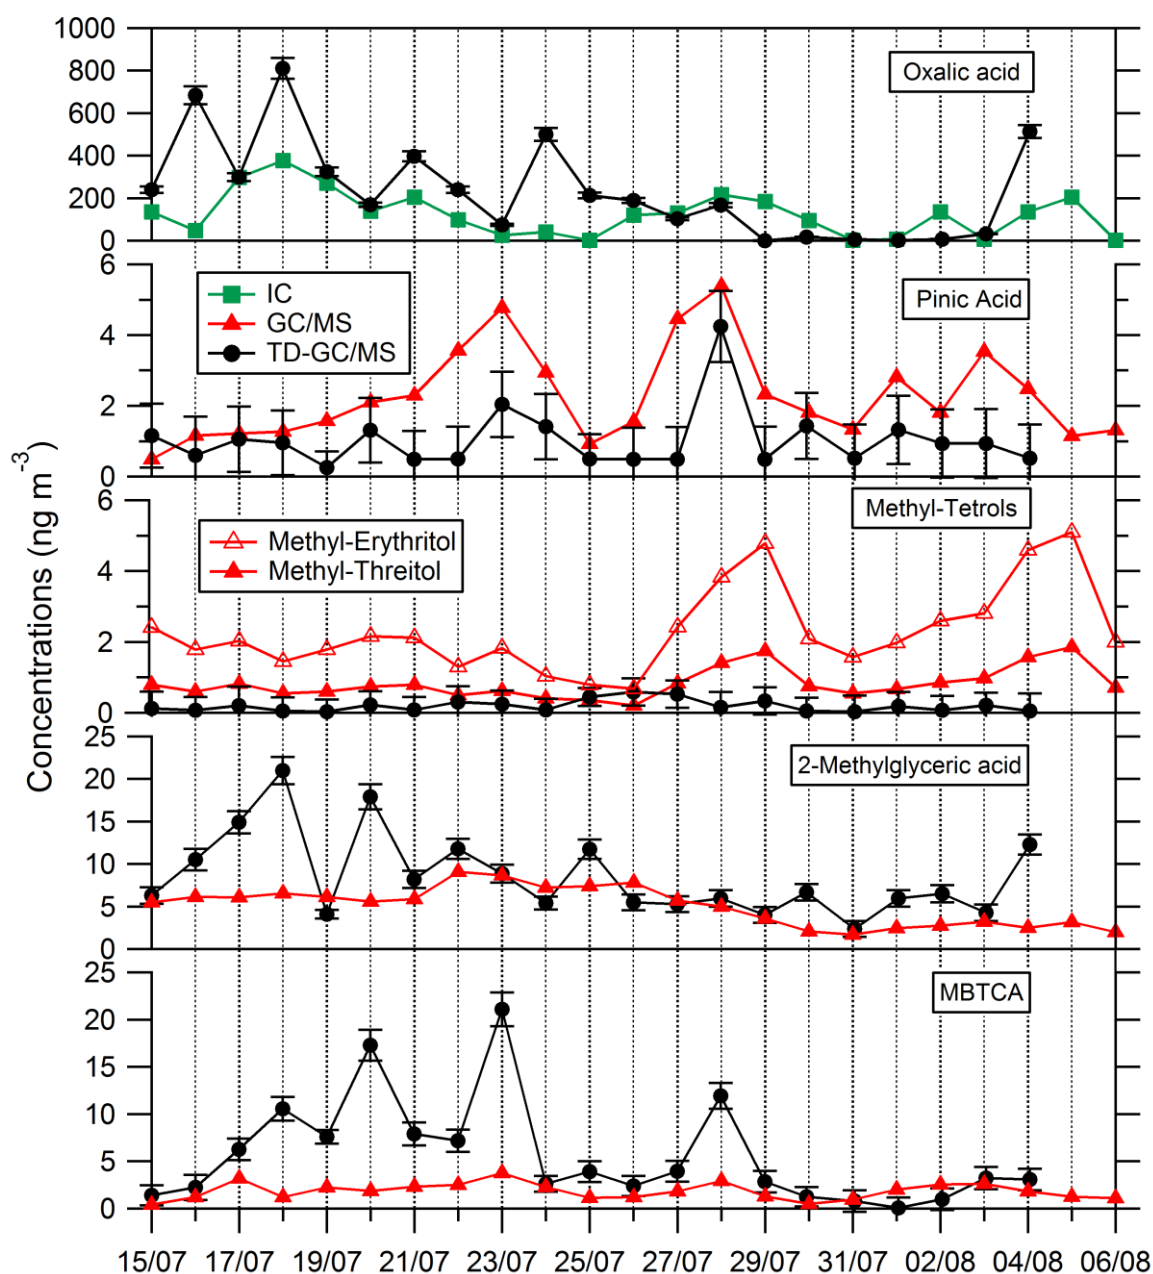 1000
800
600
400
200
0
Oxalic acid
6
4
2
0
IC
GC/MS
TD-GC/MS
Pinic Acid
6
4
2
0
Methyl-Erythritol
Methyl-Threitol
Methyl-Tetrols
25
20
15
10
5
0
2-Methylglyceric acid
25
20
15
10
5
0
MBTCA
Concentrations (ng m-3)
15/07 17/07 19/07 21/07 23/07 25/07 27/07 29/07 31/07 02/08 04/08 06/08